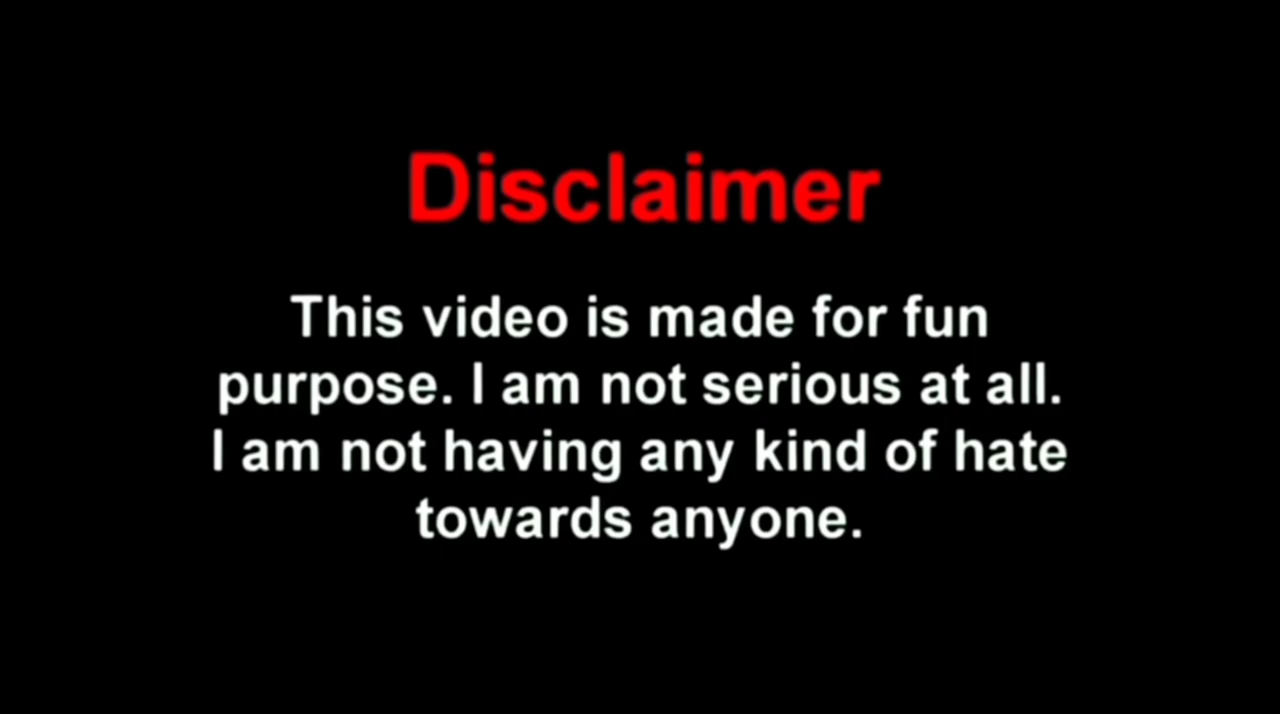 Disclaimer
This video is made for fun
purpose. I am not serious at all.
I am not having any kind of hate
towards anyone.